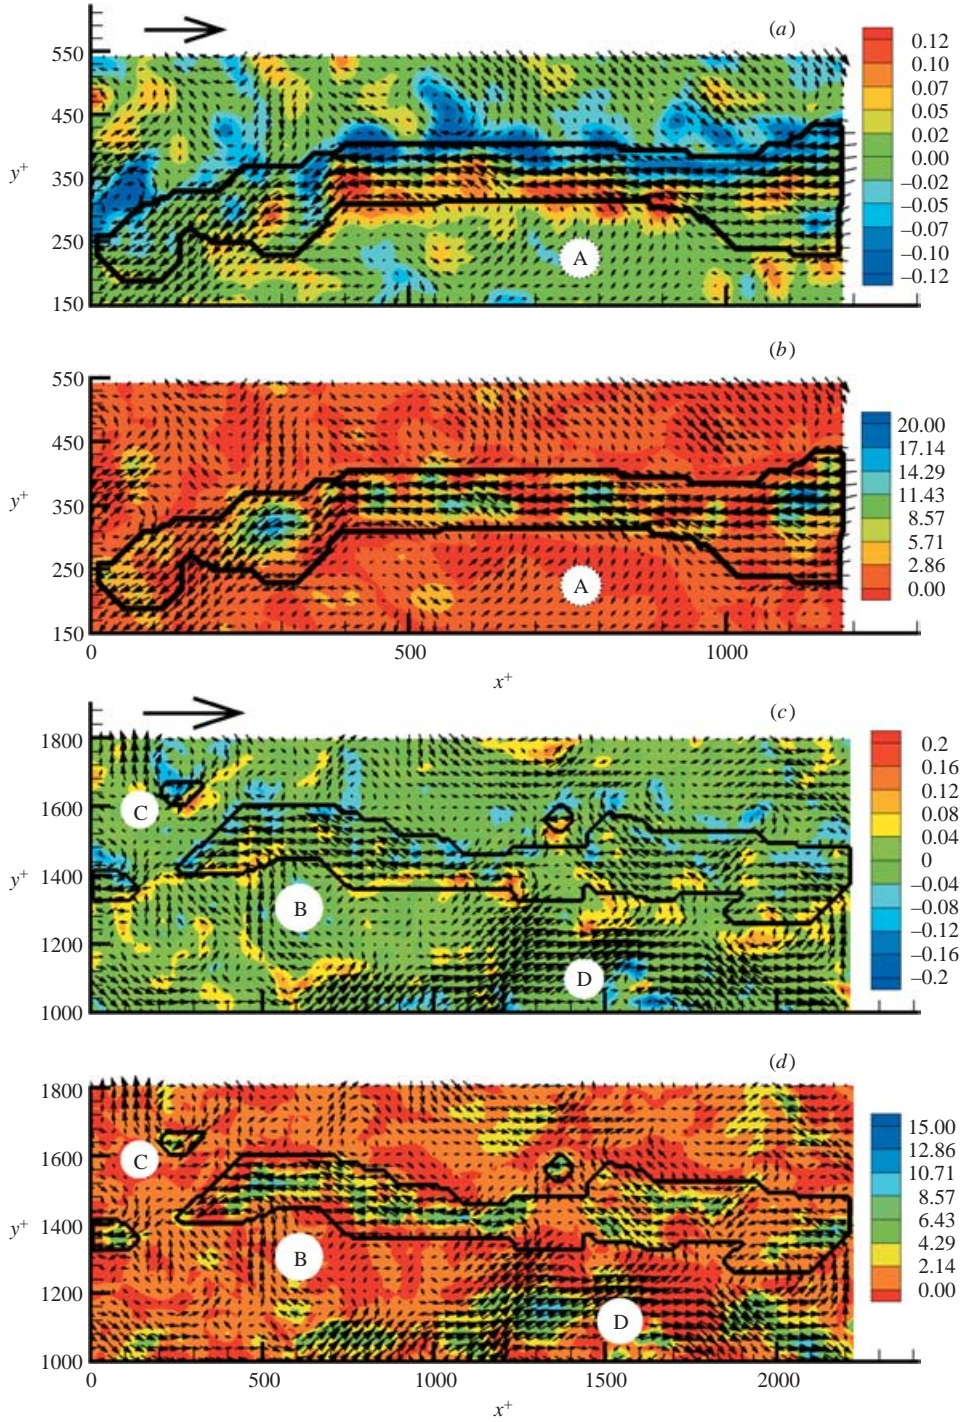 (a)
550
450
y+
350
250
150
A
0.12
0.10
0.07
0.05
0.02
0.00
–0.02
–0.05
–0.07
–0.10
–0.12
(b)
550
450
y+
350
250
150
A
20.00
17.14
14.29
11.43
8.57
5.71
2.86
0.00
0 500 1000
x+
(c)
1800
1600
y+
1400
1200
1000
C
B
D
0.2
0.16
0.12
0.08
0.04
0
–0.04
–0.08
–0.12
–0.16
–0.2
(d)
1800
1600
y+
1400
1200
1000
C
B
D
15.00
12.86
10.71
8.57
6.43
4.29
2.14
0.00
0 500 1000 1500 2000
x+